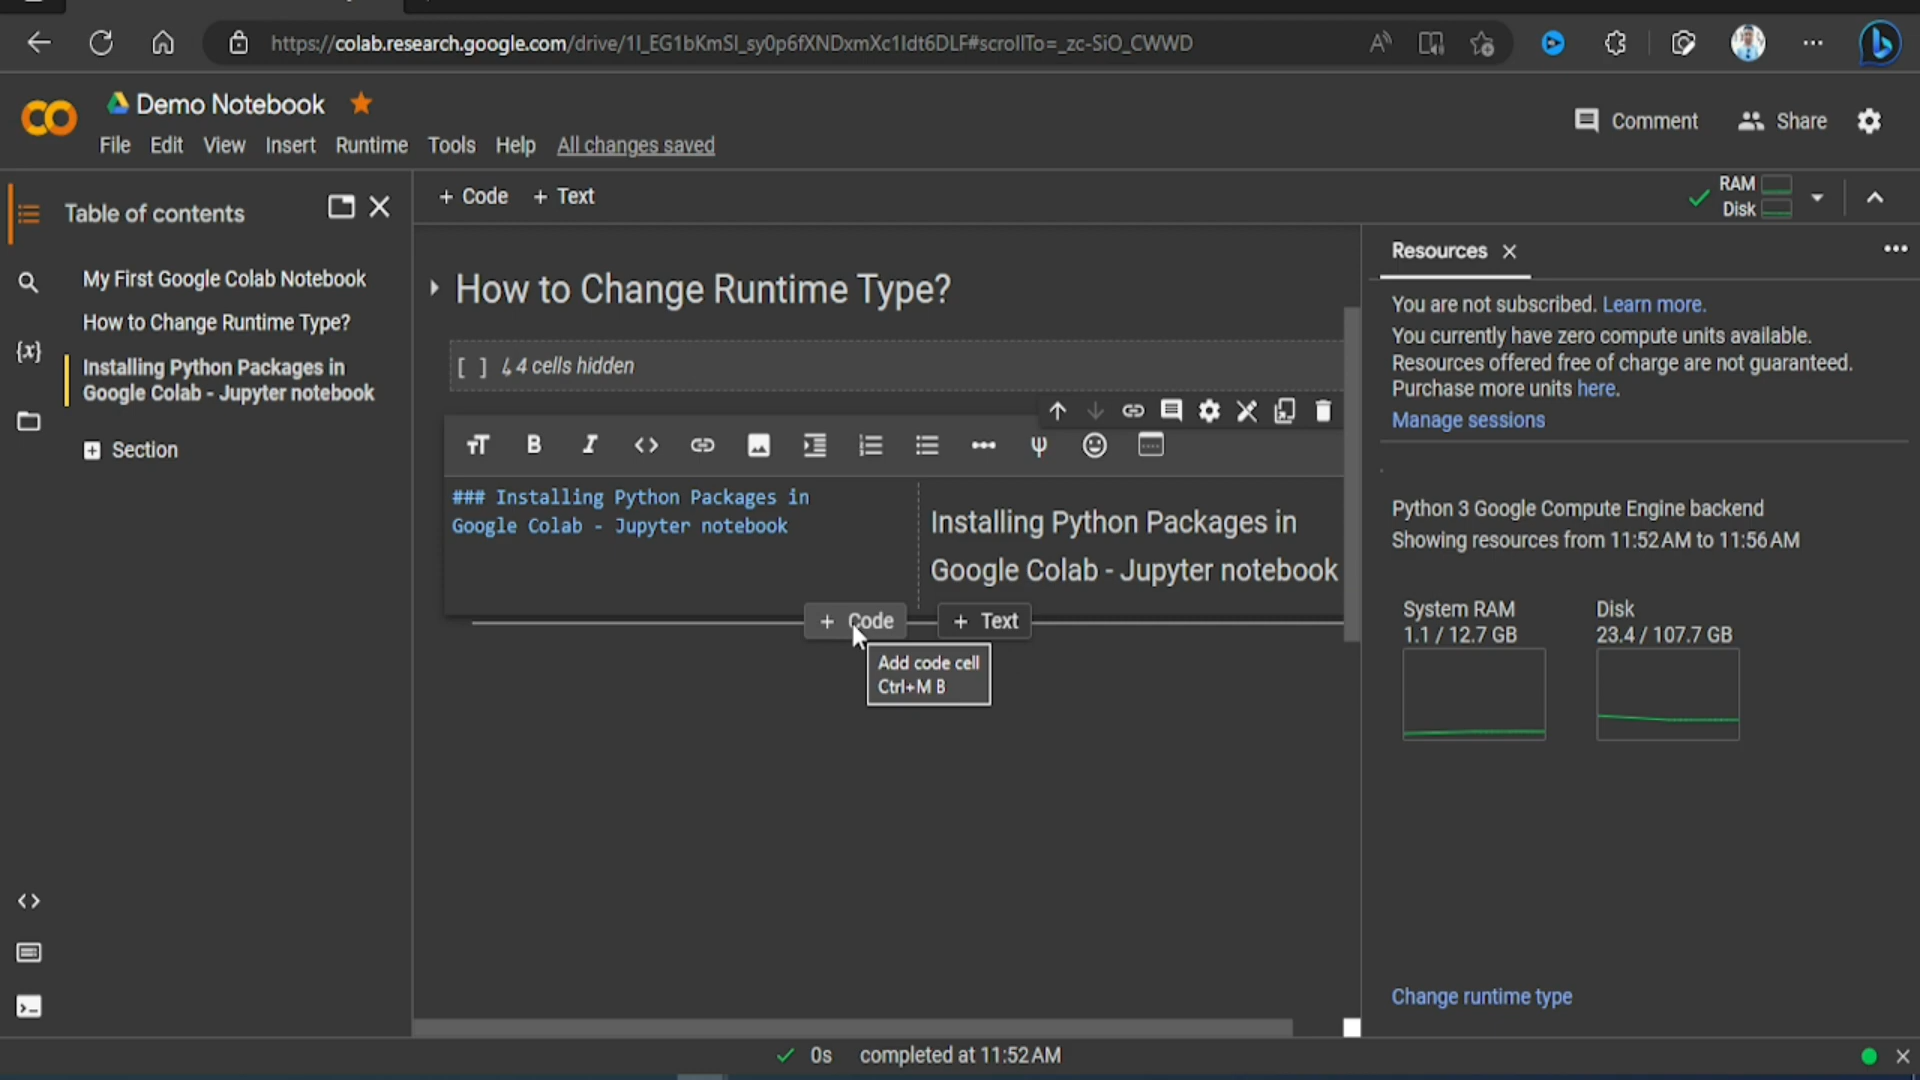 https://colab.research.google.com/drive/1I_EG1bKmSI_sy0p6fXNDxmXc1Idt6DLF#scrollTo=_zc-SiO_CWWD
Demo Notebook
Comment Share
File Edit View Insert Runtime Tools Help All changes saved
Table of contents
+ Code + Text
RAM
Disk
My First Google Colab Notebook
How to Change Runtime Type?
Installing Python Packages in
Google Colab - Jupyter notebook
Section
How to Change Runtime Type?
[ ] ↳ 4 cells hidden
### Installing Python Packages in
Google Colab - Jupyter notebook
Installing Python Packages in
Google Colab - Jupyter notebook
+ Code + Text
Add code cell
Ctrl+M B
Resources
You are not subscribed. Learn more.
You currently have zero compute units available.
Resources offered free of charge are not guaranteed.
Purchase more units here.
Manage sessions
Python 3 Google Compute Engine backend
Showing resources from 11:52 AM to 11:56 AM
System RAM
1.1 / 12.7 GB
Disk
23.4 / 107.7 GB
Change runtime type
0s completed at 11:52 AM